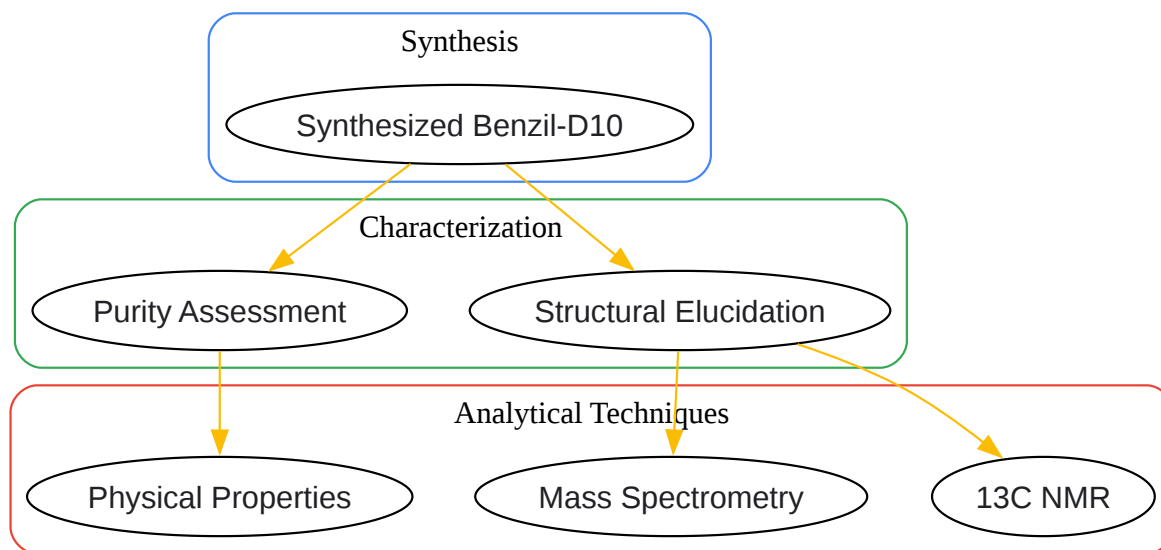 Synthesis
Synthesized Benzil-D10
Characterization
Purity Assessment
Structural Elucidation
Analytical Techniques
Physical Properties
Mass Spectrometry
13C NMR